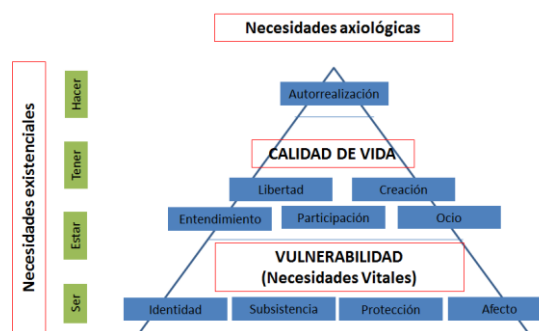 Necesidades axiológicas
Necesidades existenciales
Hacer
Tener
Estar
Ser
Autorrealización
CALIDAD DE VIDA
Libertad
Creación
Entendimiento
Participación
Ocio
VULNERABILIDAD
(Necesidades Vitales)
Identidad
Subsistencia
Protección
Afecto